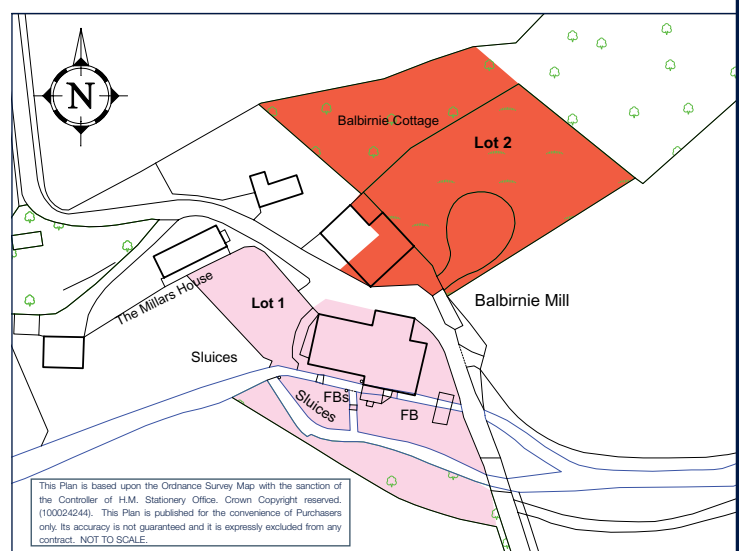 N
Balbirnie Cottage
Lot 2
Balbirnie Mill
The Millars House
Lot 1
Sluices
FBs
Sluices
FB
This Plan is based upon the Ordnance Survey Map with the sanction of
the Controller of H.M. Stationery Office. Crown Copyright reserved.
(100024244). This Plan is published for the convenience of Purchasers
only. Its accuracy is not guaranteed and it is expressly excluded from any
contract. NOT TO SCALE.